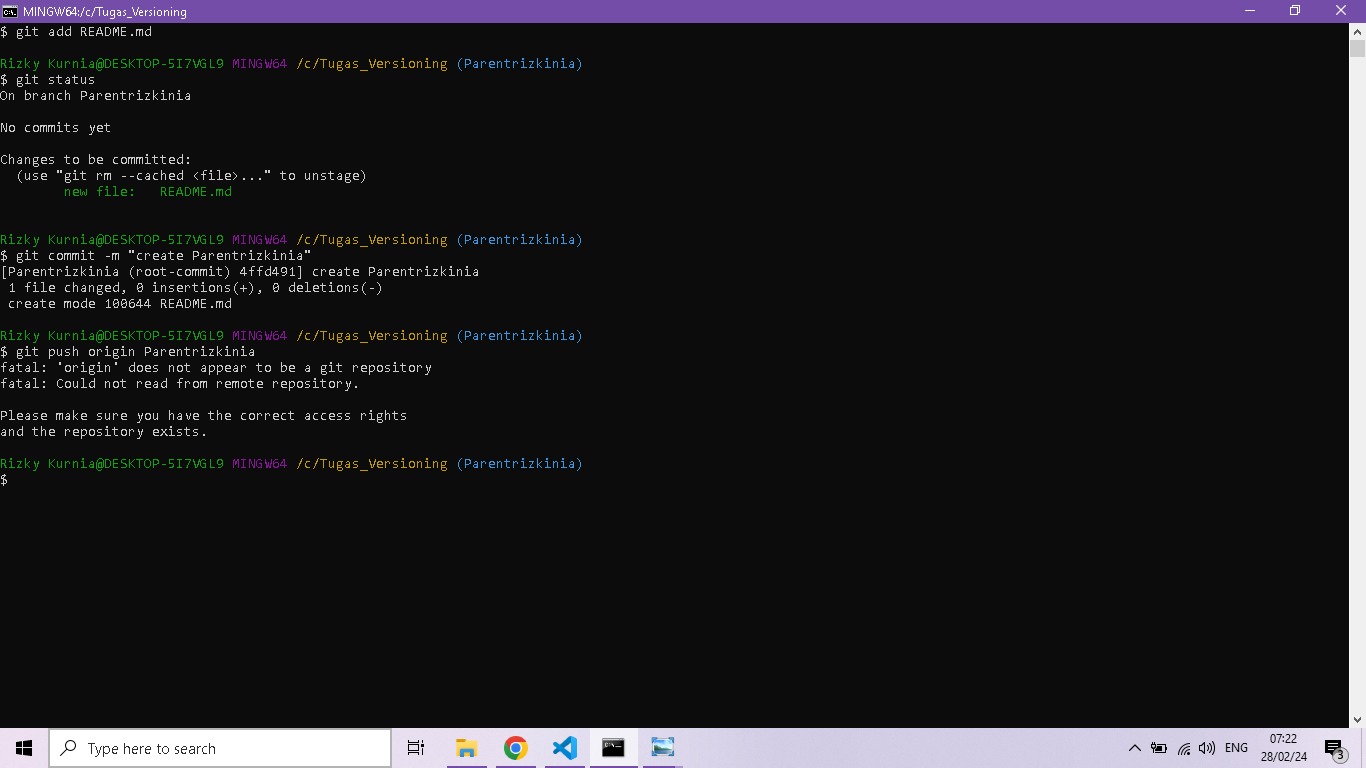 MINGW64:/c/Tugas_Versioning
$ git add README.md
Rizky Kurnia@DESKTOP-5I7VGL9 MINGW64 /c/Tugas_Versioning (Parentrizkinia)
$ git status
On branch Parentrizkinia
No commits yet
Changes to be committed:
  (use "git rm --cached <file>..." to unstage)
        new file:   README.md
Rizky Kurnia@DESKTOP-5I7VGL9 MINGW64 /c/Tugas_Versioning (Parentrizkinia)
$ git commit -m "create Parentrizkinia"
[Parentrizkinia (root-commit) 4ffd491] create Parentrizkinia
 1 file changed, 0 insertions(+), 0 deletions(-)
 create mode 100644 README.md
Rizky Kurnia@DESKTOP-5I7VGL9 MINGW64 /c/Tugas_Versioning (Parentrizkinia)
$ git push origin Parentrizkinia
fatal: 'origin' does not appear to be a git repository
fatal: Could not read from remote repository.
Please make sure you have the correct access rights
and the repository exists.
Rizky Kurnia@DESKTOP-5I7VGL9 MINGW64 /c/Tugas_Versioning (Parentrizkinia)
$
Type here to search
ENG
07:22
28/02/24
3